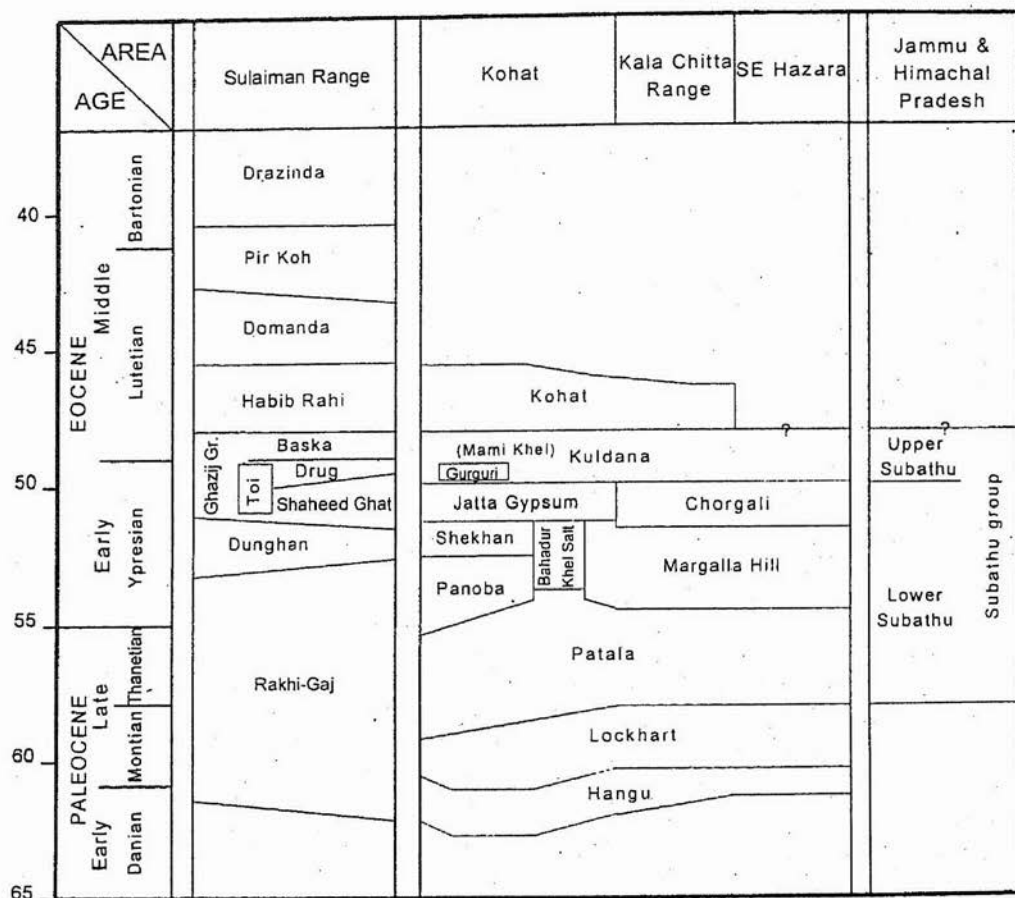 AREA
AGE
Sulaiman Range
Kohat
Kala Chitta
Range
SE Hazara
Jammu &
Himachal
Pradesh
40
45
50
55
60
65
EOCENE
PALEOCENE
Middle
Early
Late
Early
Bartonian
Lutetian
Ypresian
Thanetian
Montian
Danian
Drazinda
Pir Koh
Domanda
Habib Rahi
Ghazij Gr.
Baska
Toi
Drug
Shaheed Ghat
Dunghan
Rakhi-Gaj
Kohat
(Mami Khel)
Kuldana
?
Gurguri
Jatta Gypsum
Chorgali
Shekhan
Bahadur
Khel Salt
Panoba
Margalla Hill
Patala
Lockhart
Hangu
?
Upper
Subathu
Lower
Subathu
Subathu group